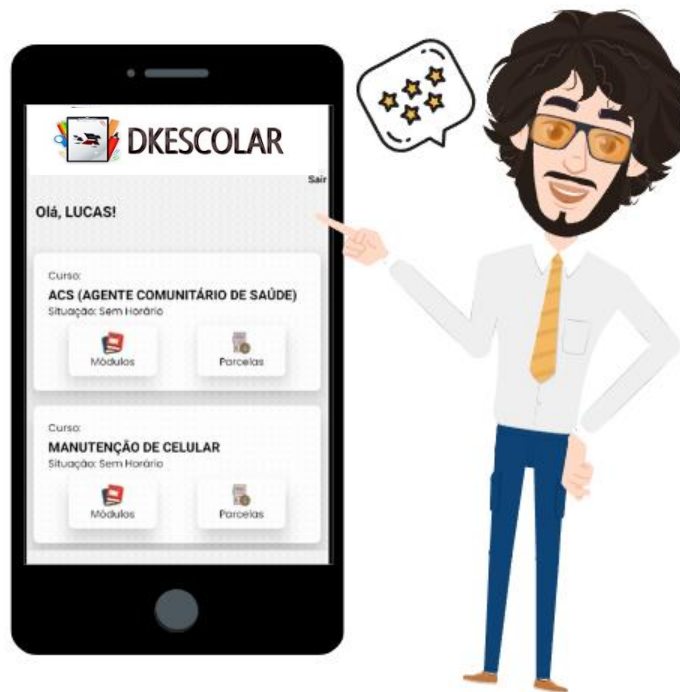 DKESCOLAR
Sair
Olá, LUCAS!
Curso:
ACS (AGENTE COMUNITÁRIO DE SAÚDE)
Situação: Sem Horário
Módulos
Parcelas
Curso:
MANUTENÇÃO DE CELULAR
Situação: Sem Horário
Módulos
Parcelas